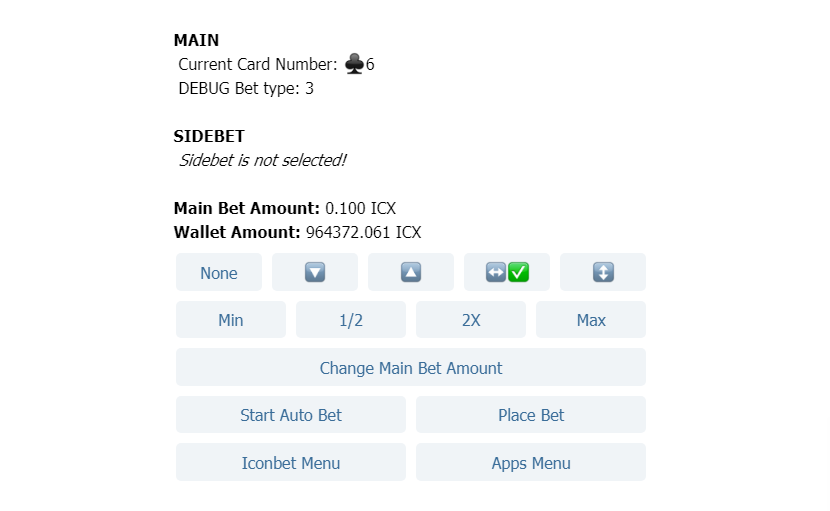 MAIN
Current Card Number: ♣6
DEBUG Bet type: 3
SIDEBET
Sidebet is not selected!
Main Bet Amount: 0.100 ICX
Wallet Amount: 964372.061 ICX
None 🔽 🔼 ↔️✅ ↕️
Min 1/2 2X Max
Change Main Bet Amount
Start Auto Bet Place Bet
Iconbet Menu Apps Menu